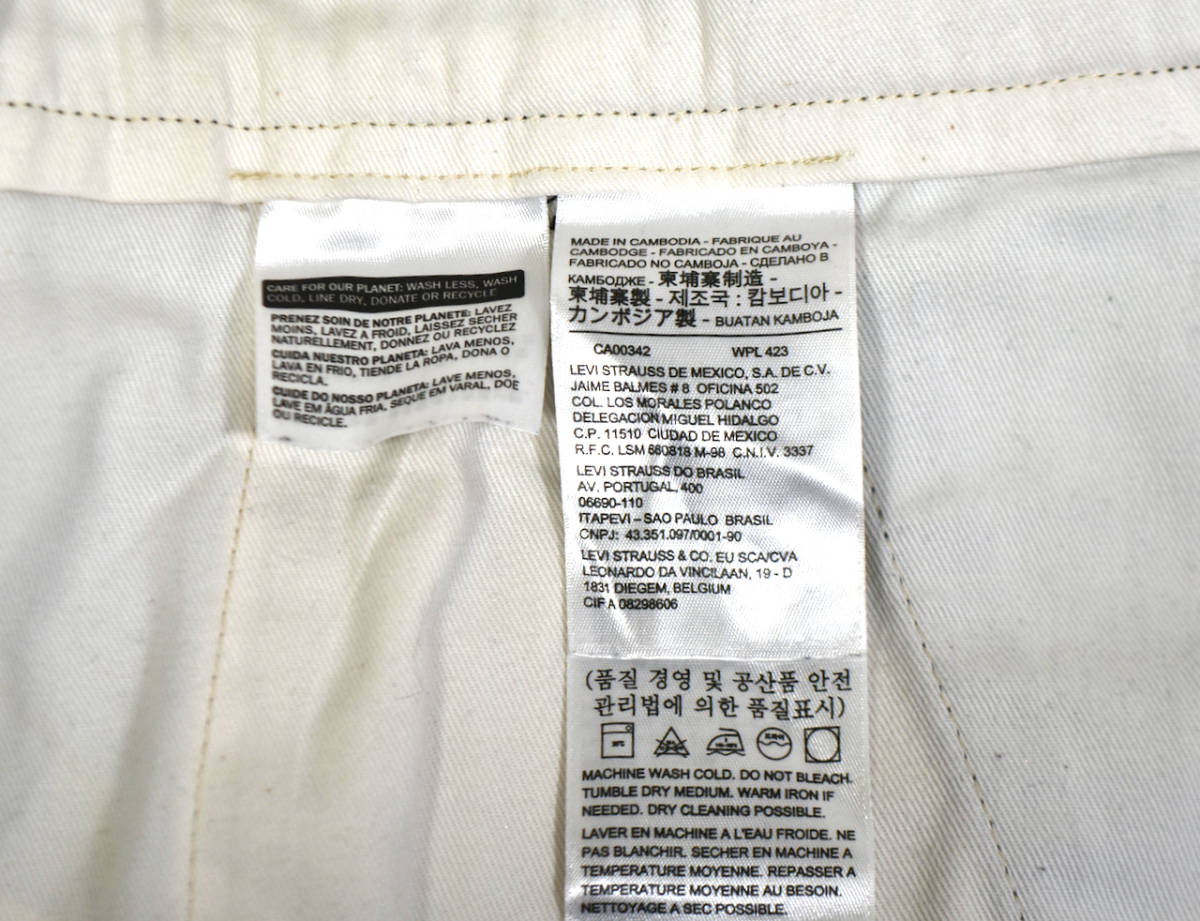 CARE FOR OUR PLANET: WASH LESS, WASH
COLD, LINE DRY, DONATE OR RECYCLE
PRENEZ SOIN DE NOTRE PLANETE: LAVEZ
MOINS, LAVEZ A FROID, LAISSEZ SECHER
NATURELLEMENT, DONNEZ OU RECYCLEZ
CUIDA NUESTRO PLANETA: LAVA MENOS,
LAVA EN FRIO, TIENDE LA ROPA, DONA O
RECICLA.
CUIDE DO NOSSO PLANETA: LAVE MENOS,
LAVE EM ÁGUA FRIA, SEQUE EM VARAL, DOE
OU RECICLE.
MADE IN CAMBODIA - FABRIQUE AU
CAMBODGE - FABRICADO EN CAMBOYA -
FABRICADO NO CAMBOJA - СДЕЛАНО В
КАМБОДЖЕ - 柬埔寨制造 -
柬埔寨製 - 제조국 : 캄보디아 -
カンボジア製 - BUATAN KAMBOJA
CA00342 WPL 423
LEVI STRAUSS DE MEXICO, S.A. DE C.V.
JAIME BALMES # 8 OFICINA 502
COL. LOS MORALES POLANCO
DELEGACION MIGUEL HIDALGO
C.P. 11510 CIUDAD DE MEXICO
R.F.C. LSM 680818 M-98 C.N.I.V. 3337
LEVI STRAUSS DO BRASIL
AV. PORTUGAL, 400
06690-110
ITAPEVI – SAO PAULO BRASIL
CNPJ: 43.351.097/0001-90
LEVI STRAUSS & CO. EU SCA/CVA
LEONARDO DA VINCILAAN, 19 - D
1831 DIEGEM, BELGIUM
CIF A 08298606
(품질 경영 및 공산품 안전
관리법에 의한 품질표시)
드라이
MACHINE WASH COLD. DO NOT BLEACH.
TUMBLE DRY MEDIUM. WARM IRON IF
NEEDED. DRY CLEANING POSSIBLE.
LAVER EN MACHINE A L'EAU FROIDE. NE
PAS BLANCHIR. SECHER EN MACHINE A
TEMPERATURE MOYENNE. REPASSER A
TEMPERATURE MOYENNE AU BESOIN.
NETTOYAGE A SEC POSSIBLE.